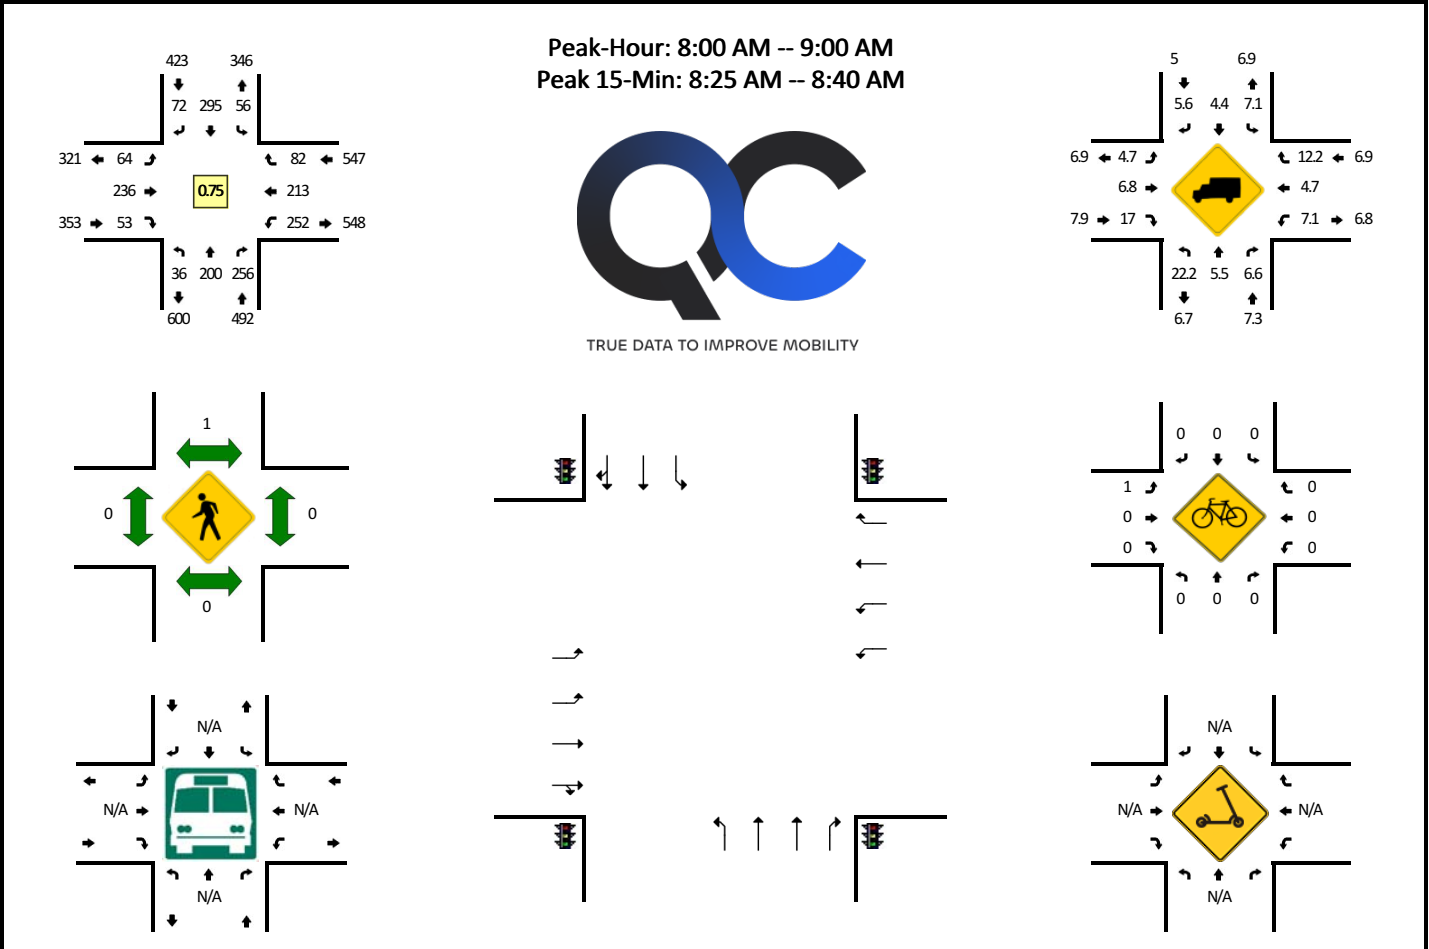 Peak-Hour: 8:00 AM -- 9:00 AM
Peak 15-Min: 8:25 AM -- 8:40 AM
423 346
72 295 56
321 64 82 547
236 0.75 213
353 53 252 548
36 200 256
600 492
5 6.9
5.6 4.4 7.1
6.9 4.7 12.2 6.9
6.8 4.7
7.9 17 7.1 6.8
22.2 5.5 6.6
6.7 7.3
QC
TRUE DATA TO IMPROVE MOBILITY
1
0 0
0
0 0 0
1 0
0 0
0 0
0 0 0
N/A
N/A N/A
N/A
N/A
N/A N/A
N/A